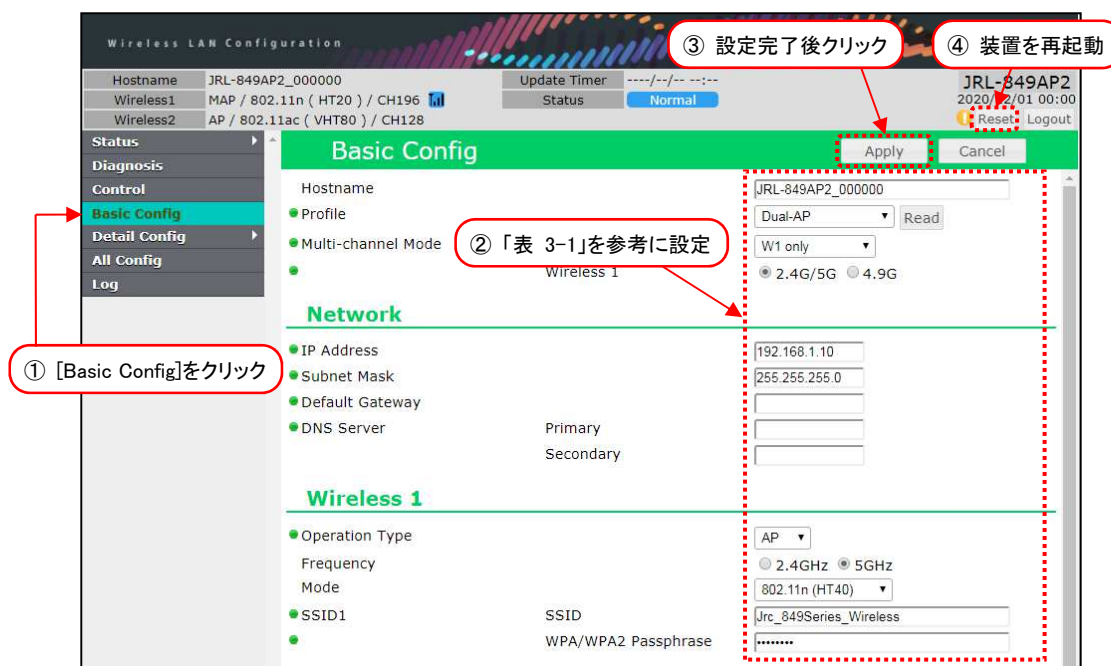 Wireless LAN Configuration
③ 設定完了後クリック
④ 装置を再起動
Hostname JRL-849AP2_000000 Update Timer ----/--/-- --:-- JRL-849AP2
Wireless1 MAP / 802.11n ( HT20 ) / CH196 Status Normal 00:00
Wireless2 AP / 802.11ac ( VHT80 ) / CH128 Reset Logout
Status
Diagnosis
Control
Basic Config
Detail Config
All Config
Log
① [Basic Config]をクリック
Basic Config Apply Cancel
Hostname JRL-849AP2_000000
Profile Dual-AP Read
Multi-channel Mode W1 only
② 「表 3-1」を参考に設定
Wireless 1 2.4G/5G 4.9G
Network
IP Address 192.168.1.10
Subnet Mask 255.255.255.0
Default Gateway
DNS Server Primary
Secondary
Wireless 1
Operation Type AP
Frequency 2.4GHz 5GHz
Mode 802.11n (HT40)
SSID1 SSID Jrc_849Series_Wireless
WPA/WPA2 Passphrase ••••••••